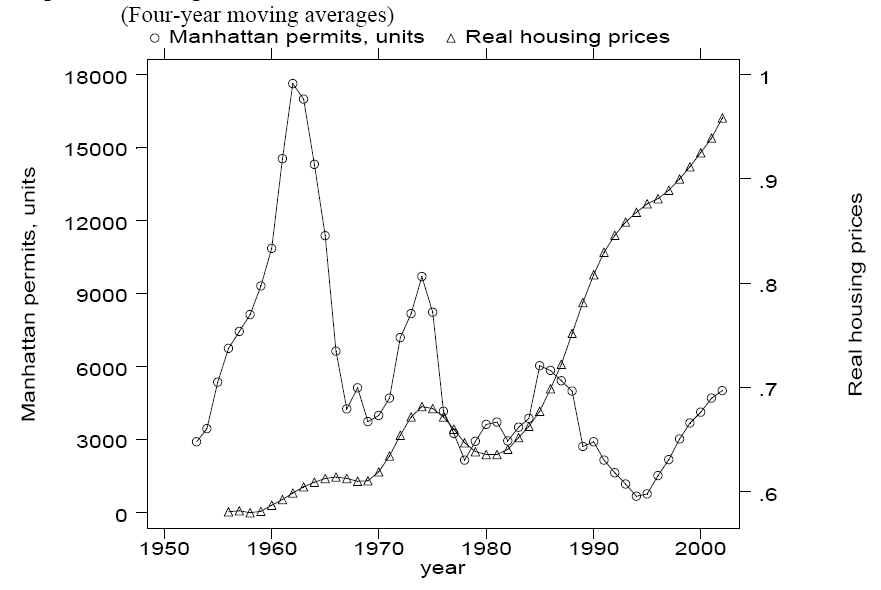 (Four-year moving averages)
○ Manhattan permits, units △ Real housing prices
18000
15000
12000
9000
6000
3000
0
Manhattan permits, units
1
.9
.8
.7
.6
Real housing prices
1950 1960 1970 1980 1990 2000
year